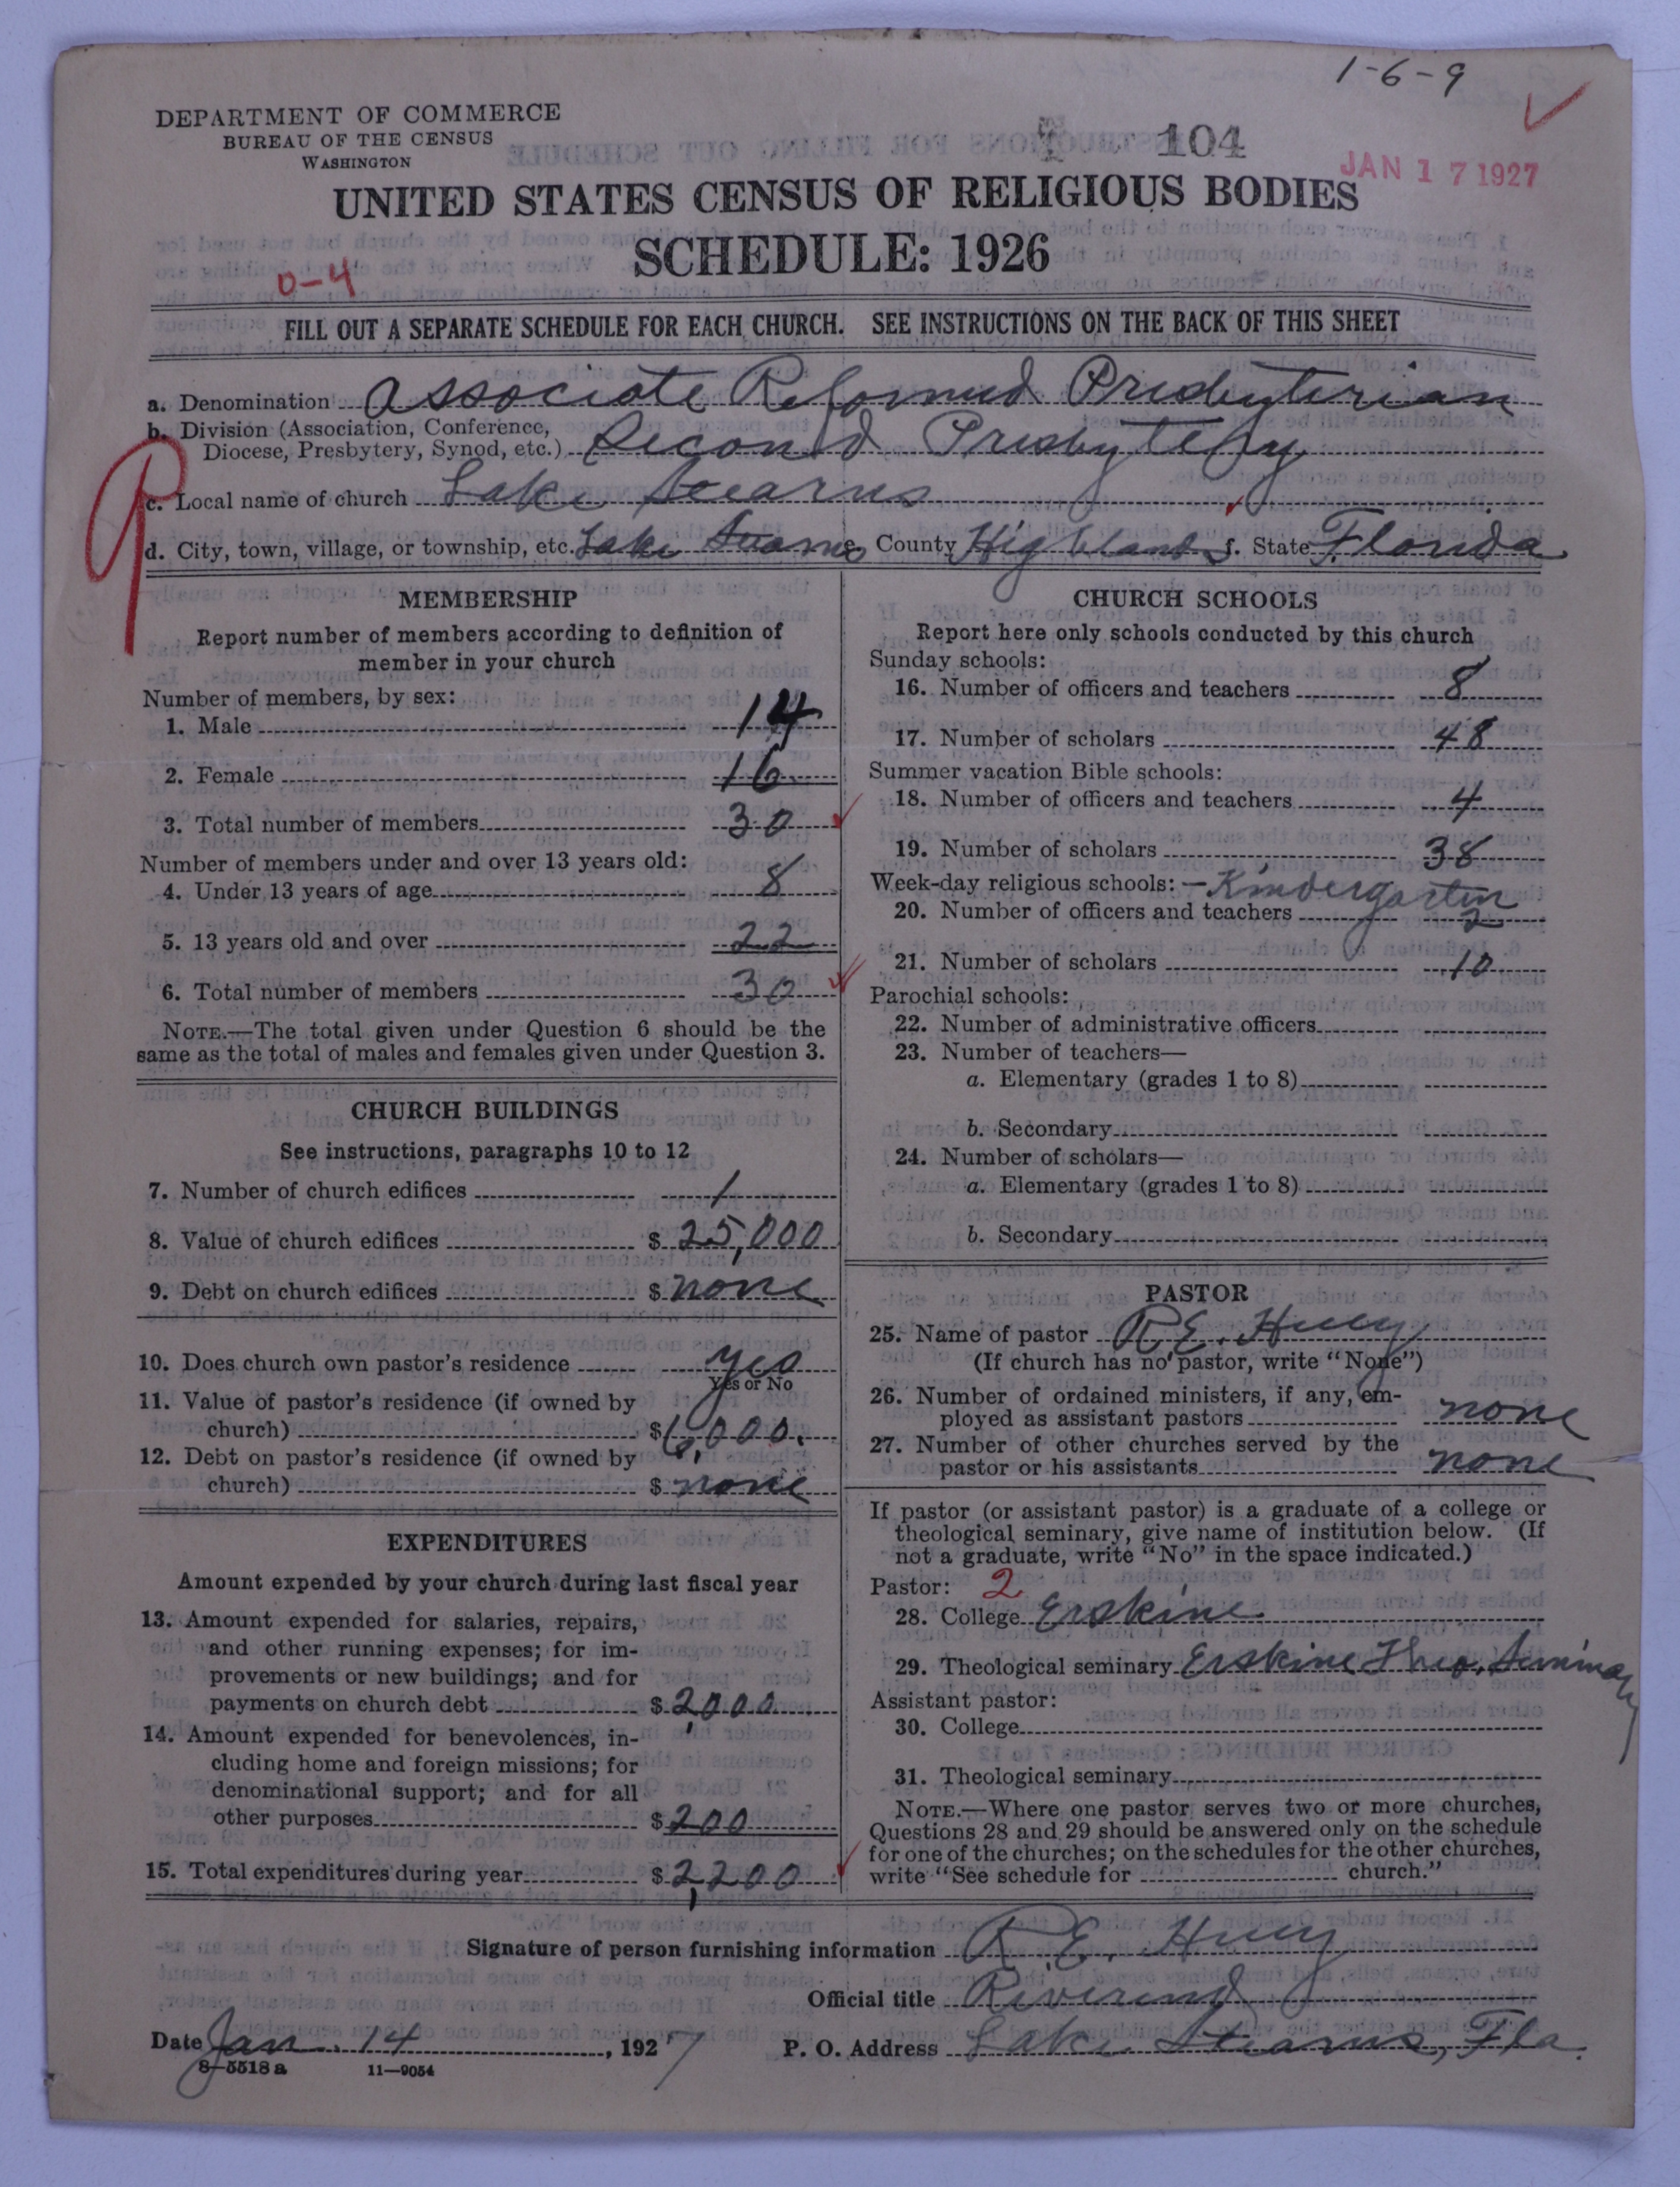 1-6-9
DEPARTMENT OF COMMERCE
BUREAU OF THE CENSUS
WASHINGTON
104
JAN 17 1927
UNITED STATES CENSUS OF RELIGIOUS BODIES
SCHEDULE: 1926
0-4
FILL OUT A SEPARATE SCHEDULE FOR EACH CHURCH. SEE INSTRUCTIONS ON THE BACK OF THIS SHEET
a. Denomination Associate Reformed Presbyterian
b. Division (Association, Conference,
Diocese, Presbytery, Synod, etc.) Second Presbytery
c. Local name of church Lake Stearns
d. City, town, village, or township, etc. Lake Stearns e. County Highlands f. State Florida
MEMBERSHIP
Report number of members according to definition of
member in your church
Number of members, by sex:
1. Male 14
2. Female 16
3. Total number of members 30
Number of members under and over 13 years old:
4. Under 13 years of age 8
5. 13 years old and over 22
6. Total number of members 30
NOTE.—The total given under Question 6 should be the
same as the total of males and females given under Question 3.
CHURCH BUILDINGS
See instructions, paragraphs 10 to 12
7. Number of church edifices 1
8. Value of church edifices $ 25,000
9. Debt on church edifices $ none
10. Does church own pastor's residence yes
Yes or No
11. Value of pastor's residence (if owned by
church) $ 6,000.
12. Debt on pastor's residence (if owned by
church) $ none
EXPENDITURES
Amount expended by your church during last fiscal year
13. Amount expended for salaries, repairs,
and other running expenses; for im-
provements or new buildings; and for
payments on church debt $ 2,000
14. Amount expended for benevolences, in-
cluding home and foreign missions; for
denominational support; and for all
other purposes $ 200
15. Total expenditures during year $ 2,200
CHURCH SCHOOLS
Report here only schools conducted by this church
Sunday schools:
16. Number of officers and teachers 8
17. Number of scholars 48
Summer vacation Bible schools:
18. Number of officers and teachers 4
19. Number of scholars 38
Week-day religious schools: — Kindergarten
20. Number of officers and teachers 2
21. Number of scholars 10
Parochial schools:
22. Number of administrative officers
23. Number of teachers—
a. Elementary (grades 1 to 8)
b. Secondary
24. Number of scholars—
a. Elementary (grades 1 to 8)
b. Secondary
PASTOR
25. Name of pastor R.E. Huey
(If church has no pastor, write "None")
26. Number of ordained ministers, if any, em-
ployed as assistant pastors none
27. Number of other churches served by the
pastor or his assistants none
If pastor (or assistant pastor) is a graduate of a college or
theological seminary, give name of institution below. (If
not a graduate, write "No" in the space indicated.)
Pastor: 2
28. College Erskine
29. Theological seminary Erskine Theo. Seminary
Assistant pastor:
30. College
31. Theological seminary
NOTE.—Where one pastor serves two or more churches,
Questions 28 and 29 should be answered only on the schedule
for one of the churches; on the schedules for the other churches,
write "See schedule for church."
Signature of person furnishing information R.E. Huey
Official title Reverend
Date Jan. 14, 1927 P. O. Address Lake Stearns, Fla.
8—5518a 11—9054